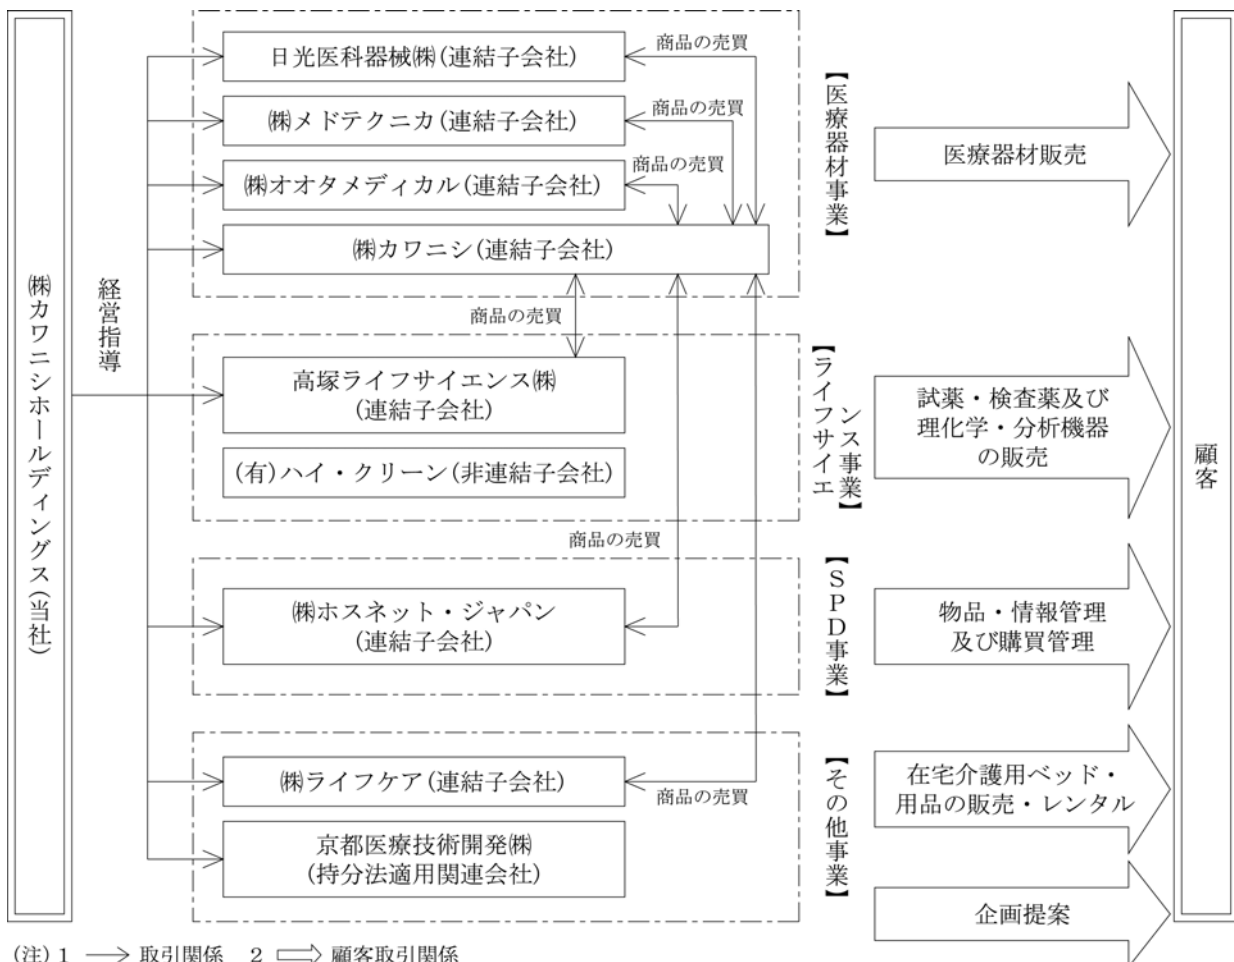 ㈱カワニシホールディングス(当社)
経営指導
日光医科器械㈱(連結子会社)
商品の売買
㈱メドテクニカ(連結子会社)
商品の売買
㈱オオタメディカル(連結子会社)
商品の売買
㈱カワニシ(連結子会社)
【医療器材事業】
医療器材販売
商品の売買
高塚ライフサイエンス㈱
(連結子会社)
(有)ハイ・クリーン(非連結子会社)
【ライフサイエ
ンス事業】
試薬・検査薬及び
理化学・分析機器
の販売
商品の売買
㈱ホスネット・ジャパン
(連結子会社)
【SPD事業】
物品・情報管理
及び購買管理
㈱ライフケア(連結子会社)
商品の売買
京都医療技術開発㈱
(持分法適用関連会社)
【その他事業】
在宅介護用ベッド・
用品の販売・レンタル
企画提案
顧客
(注) 1 → 取引関係 2 ⇨ 顧客取引関係